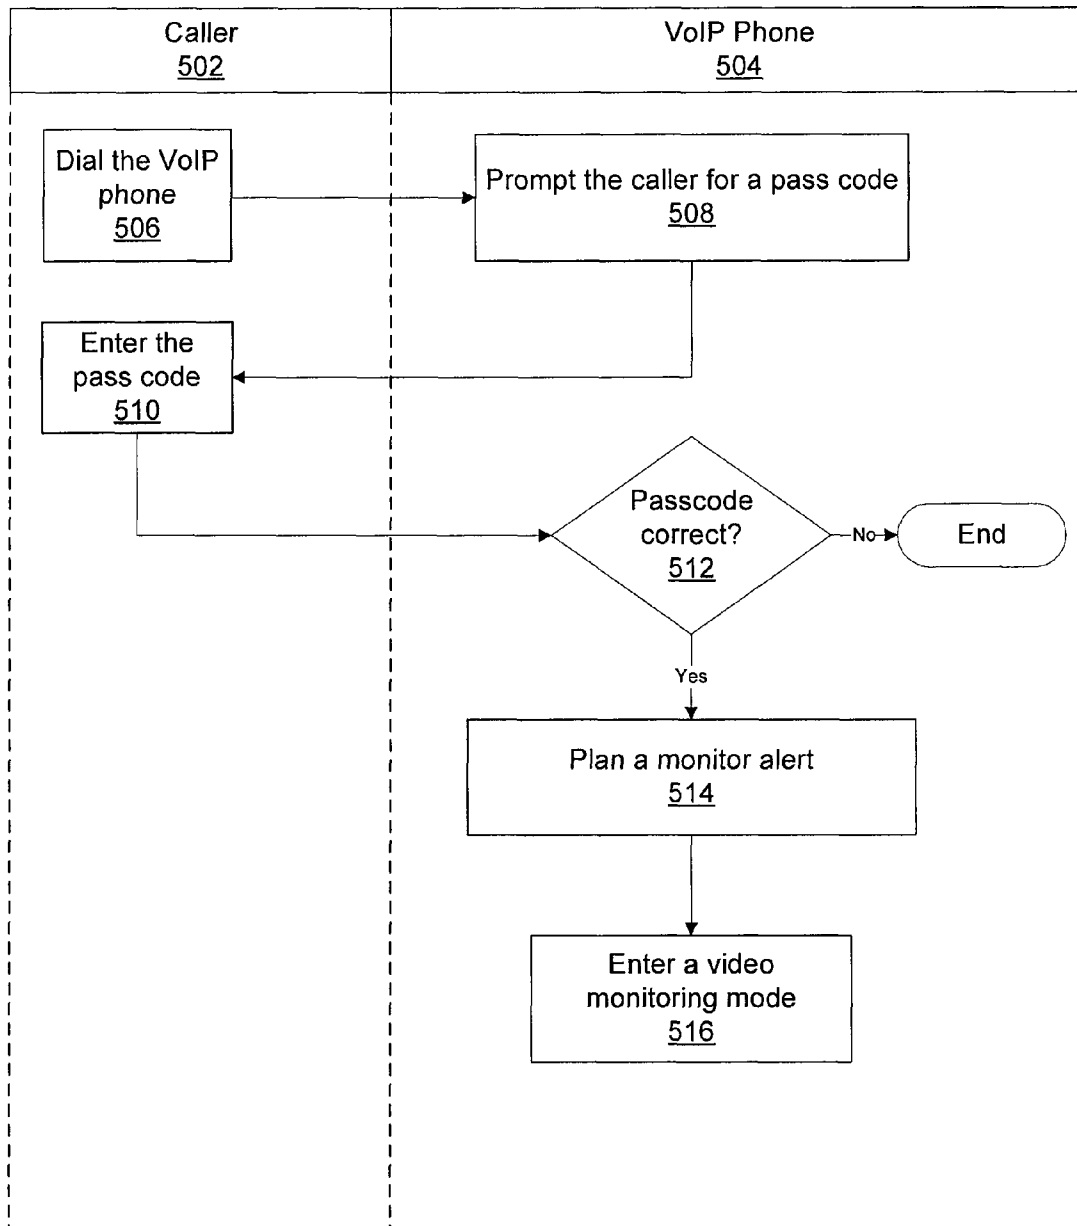 Caller
502
VoIP Phone
504
Dial the VoIP
phone
506
Prompt the caller for a pass code
508
Enter the
pass code
510
Passcode
correct?
512
No
End
Yes
Plan a monitor alert
514
Enter a video
monitoring mode
516